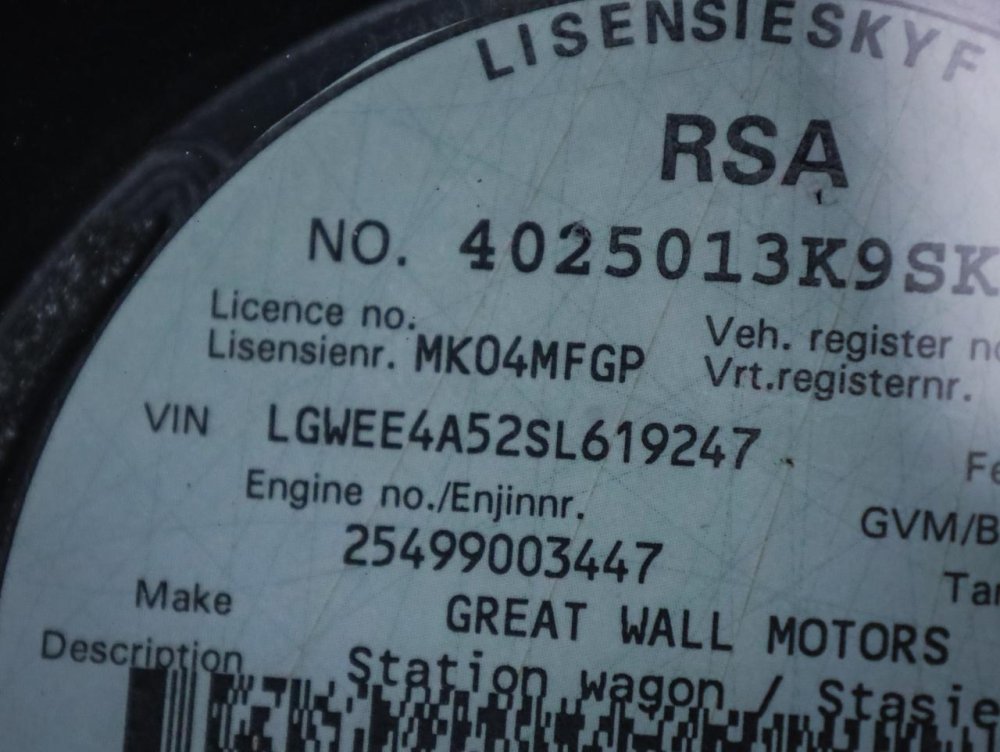 LISENSIESKYF
RSA
NO. 4025013K9SK
Licence no.
Lisensienr. MK04MFGP
Veh. register no
Vrt.registernr.
VIN LGWEE4A52SL619247
Fe
Engine no./Enjinnr.
GVM/B
25499003447
Tar
Make GREAT WALL MOTORS
Description Station wagon / Stasie